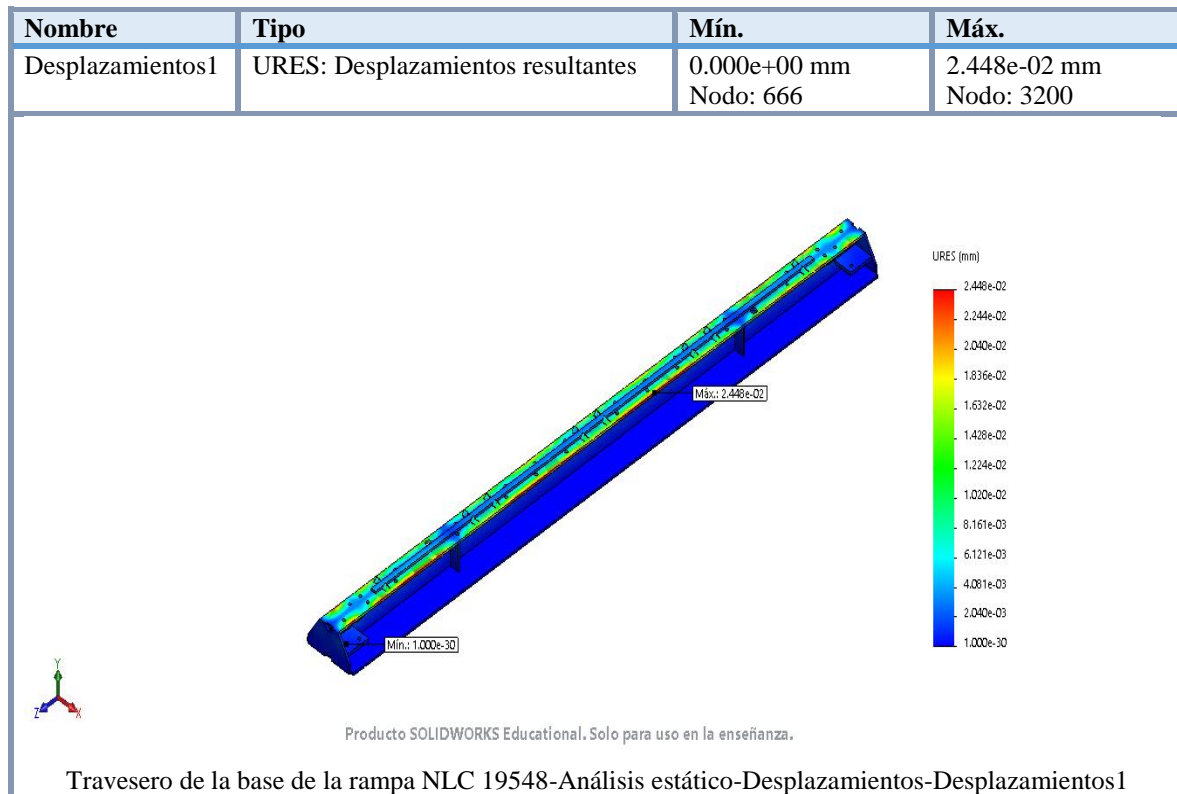 Nombre Tipo Mín. Máx.
Desplazamientos1 URES: Desplazamientos resultantes 0.000e+00 mm 2.448e-02 mm
Nodo: 666 Nodo: 3200
URES (mm)
2.448e-02
2.244e-02
2.040e-02
1.836e-02
1.632e-02
1.428e-02
1.224e-02
1.020e-02
8.161e-03
6.121e-03
4.081e-03
2.040e-03
1.000e-30
Máx.: 2.448e-02
Mín.: 1.000e-30
Y
Z X
Producto SOLIDWORKS Educational. Solo para uso en la enseñanza.
Travesero de la base de la rampa NLC 19548-Análisis estático-Desplazamientos-Desplazamientos1